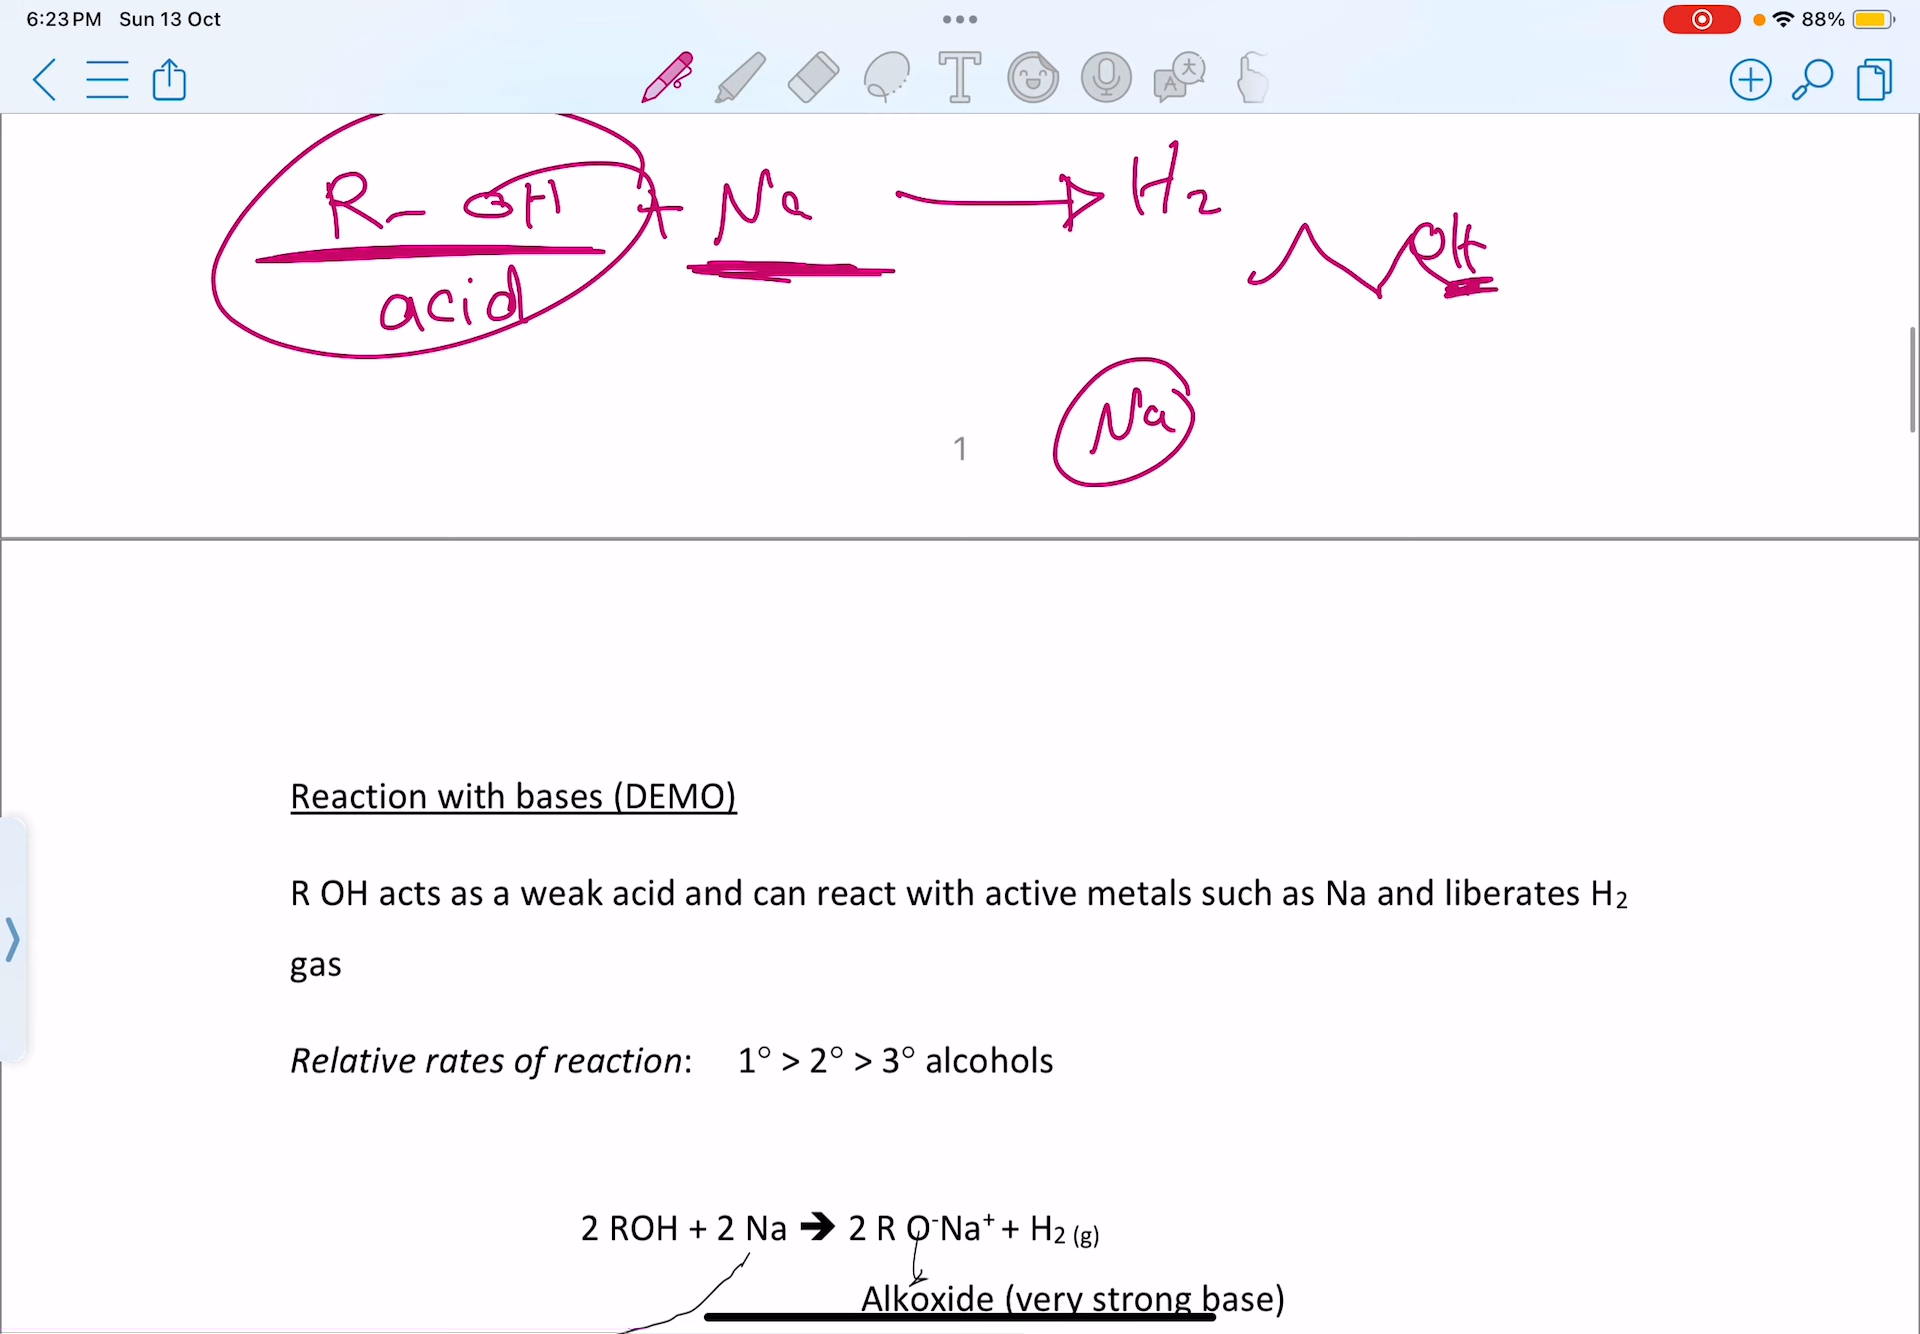 6:23 PM Sun 13 Oct
88%
R- OH + Na → H2
OH
acid
Na
1
Reaction with bases (DEMO)
R OH acts as a weak acid and can react with active metals such as Na and liberates H₂
gas
Relative rates of reaction: 1° > 2° > 3° alcohols
2 ROH + 2 Na ➔ 2 R O⁻Na⁺ + H₂ (g)
Alkoxide (very strong base)